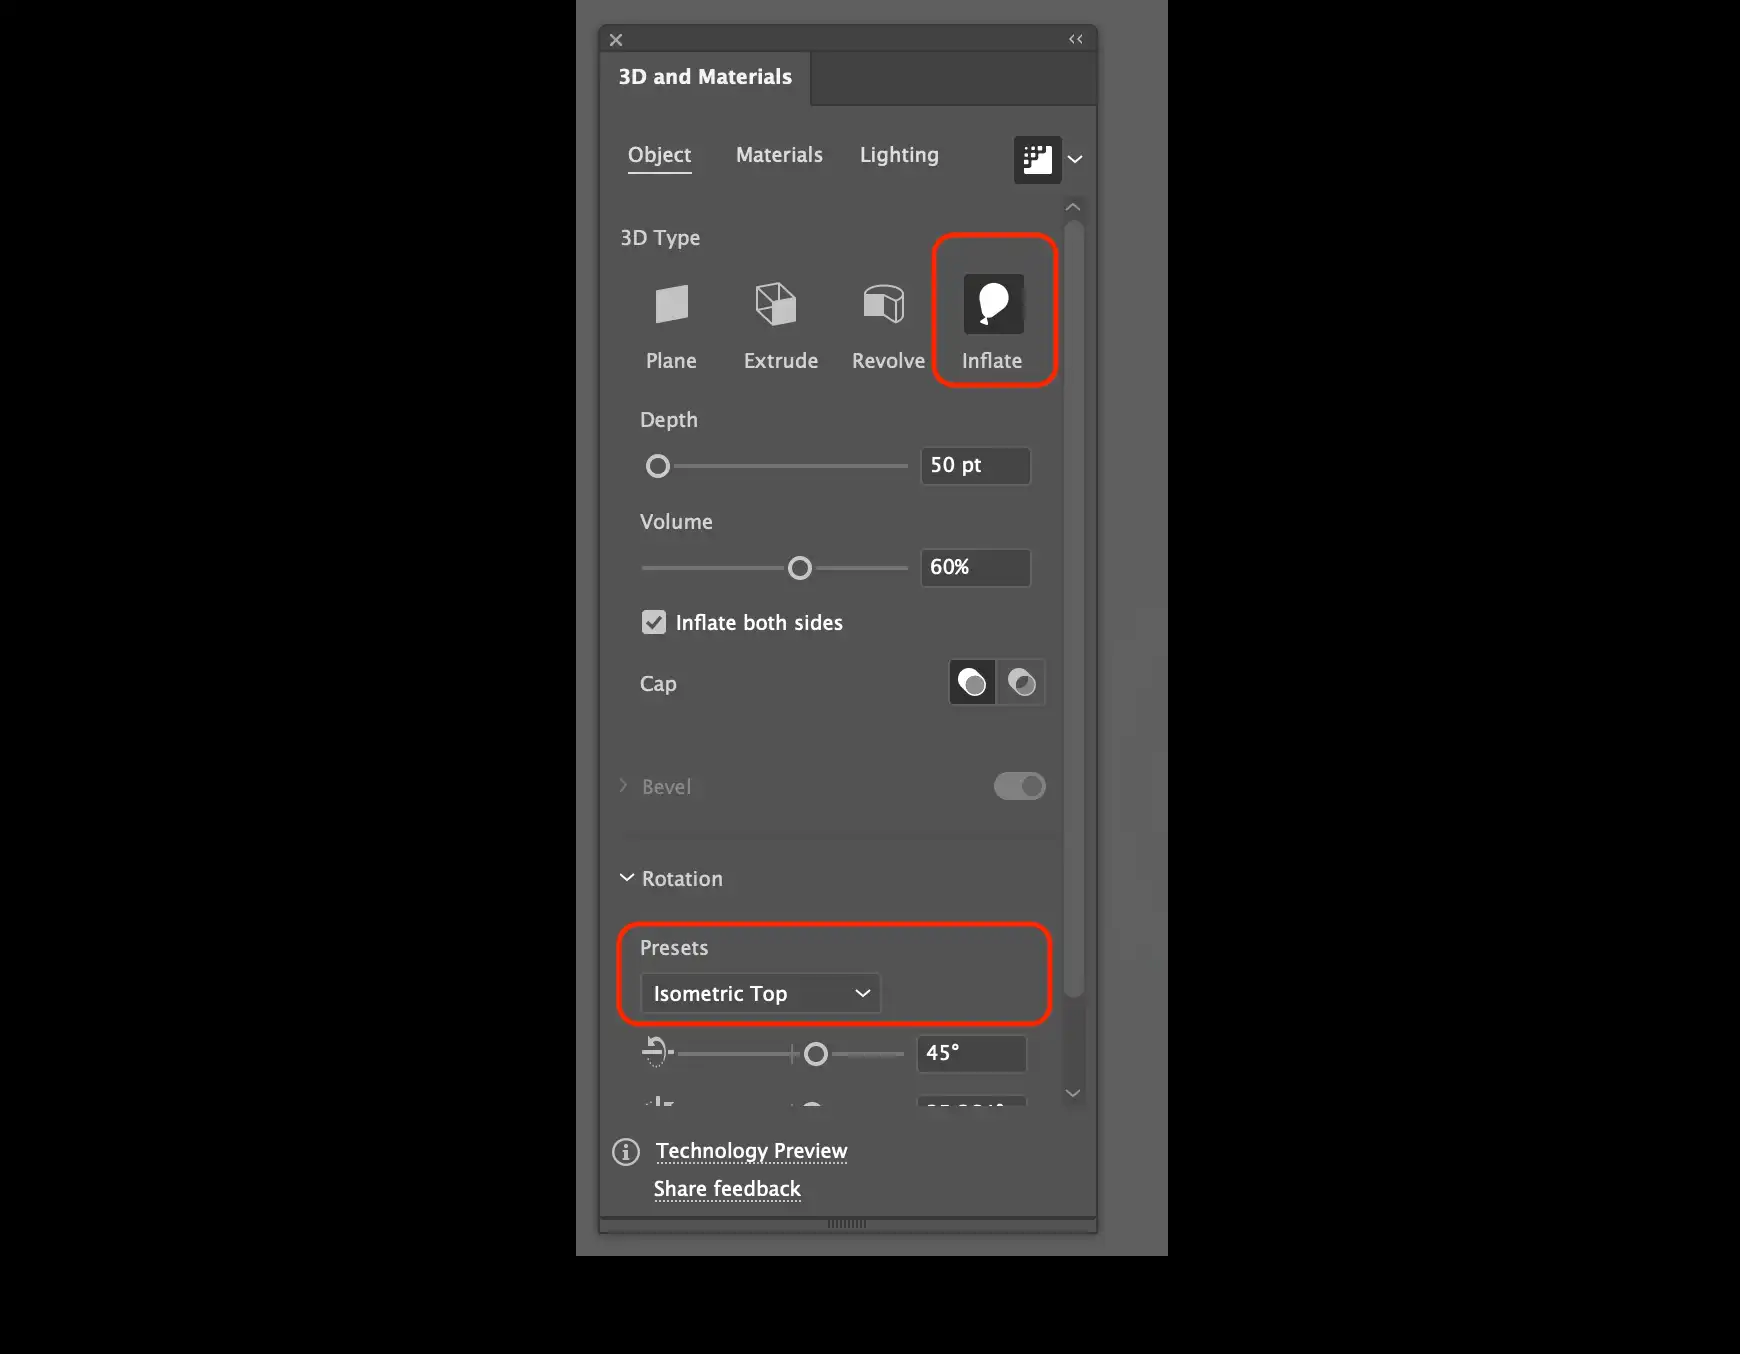 3D and Materials
Object Materials Lighting
3D Type
Plane Extrude Revolve Inflate
Depth
50 pt
Volume
60%
Inflate both sides
Cap
Bevel
Rotation
Presets
Isometric Top
45°
Technology Preview
Share feedback